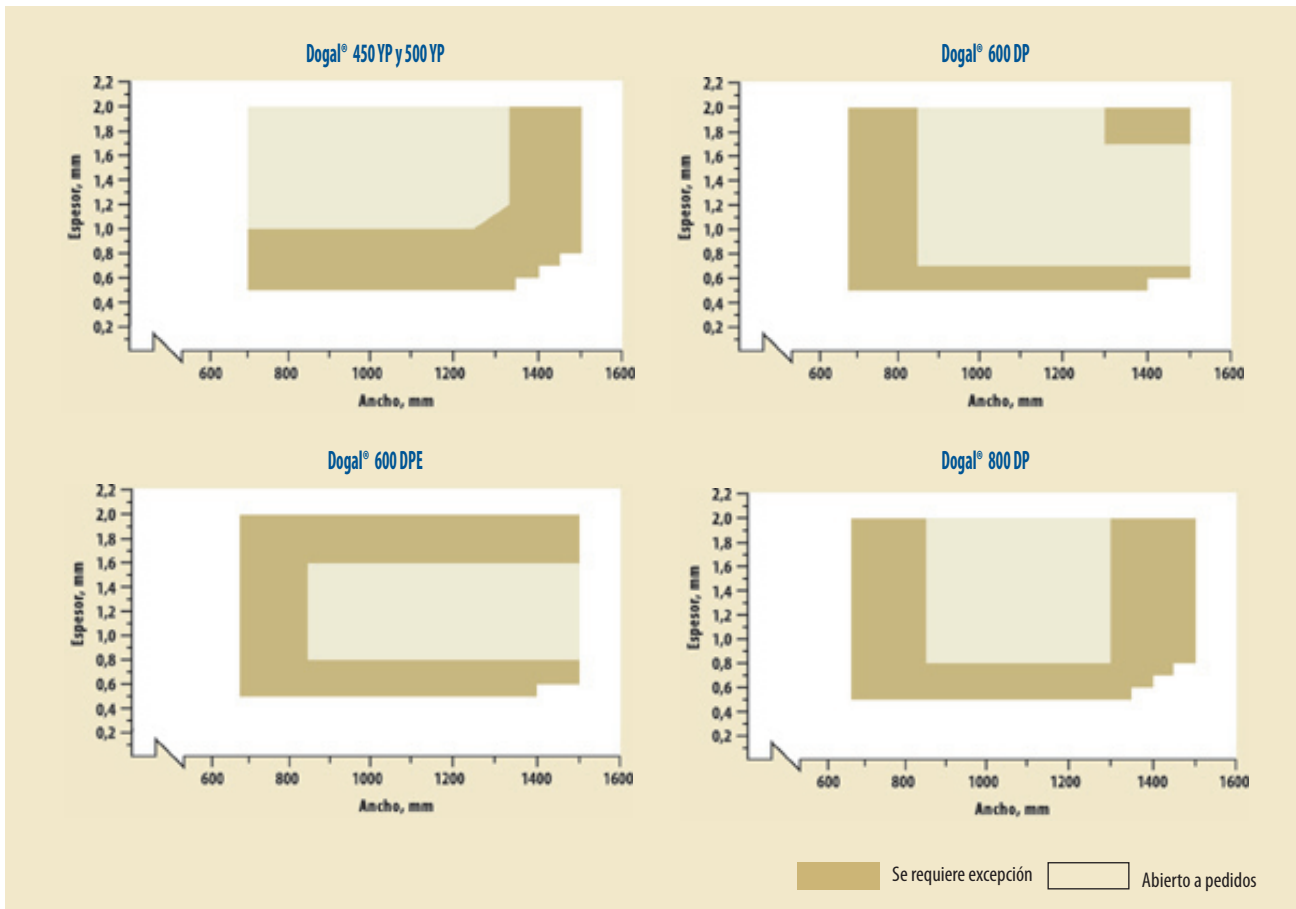 Dogal® 450 YP y 500 YP
2,2
2,0
1,8
1,6
1,4
1,2
1,0
0,8
0,6
0,4
0,2
Espesor, mm
600 800 1000 1200 1400 1600
Ancho, mm
Dogal® 600 DP
2,2
2,0
1,8
1,6
1,4
1,2
1,0
0,8
0,6
0,4
0,2
Espesor, mm
600 800 1000 1200 1400 1600
Ancho, mm
Dogal® 600 DPE
2,2
2,0
1,8
1,6
1,4
1,2
1,0
0,8
0,6
0,4
0,2
Espesor, mm
600 800 1000 1200 1400 1600
Ancho, mm
Dogal® 800 DP
2,2
2,0
1,8
1,6
1,4
1,2
1,0
0,8
0,6
0,4
0,2
Espesor, mm
600 800 1000 1200 1400 1600
Ancho, mm
Se requiere excepción
Abierto a pedidos